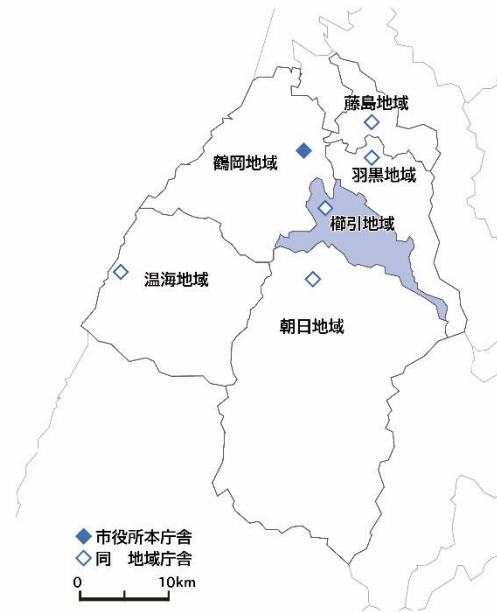 藤島地域
鶴岡地域
羽黒地域
櫛引地域
温海地域
朝日地域
市役所本庁舎
同　地域庁舎
0 10km